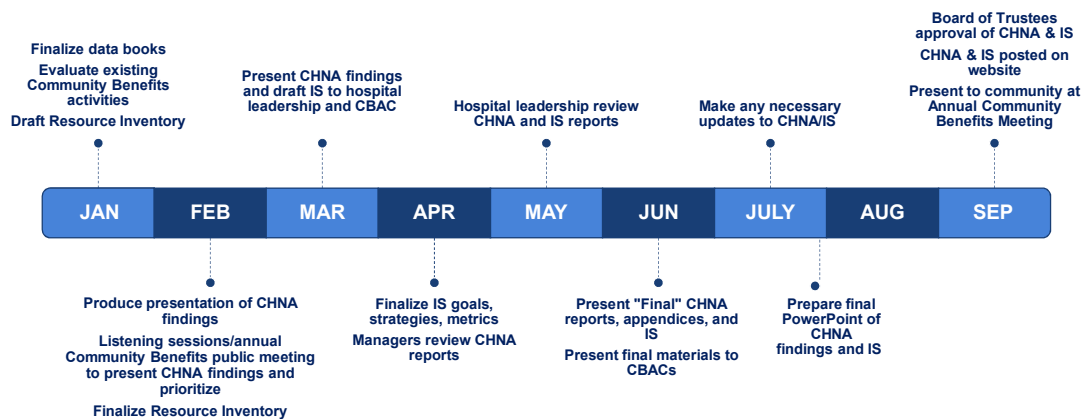 Finalize data books
Evaluate existing
Community Benefits
activities
Draft Resource Inventory
Present CHNA findings
and draft IS to hospital
leadership and CBAC
Hospital leadership review
CHNA and IS reports
Make any necessary
updates to CHNA/IS
Board of Trustees
approval of CHNA & IS
CHNA & IS posted on
website
Present to community at
Annual Community
Benefits Meeting
JAN
FEB
MAR
APR
MAY
JUN
JULY
AUG
SEP
Produce presentation of CHNA
findings
Listening sessions/annual
Community Benefits public meeting
to present CHNA findings and
prioritize
Finalize Resource Inventory
Finalize IS goals,
strategies, metrics
Managers review CHNA
reports
Present "Final" CHNA
reports, appendices, and
IS
Present final materials to
CBACs
Prepare final
PowerPoint of
CHNA
findings and IS